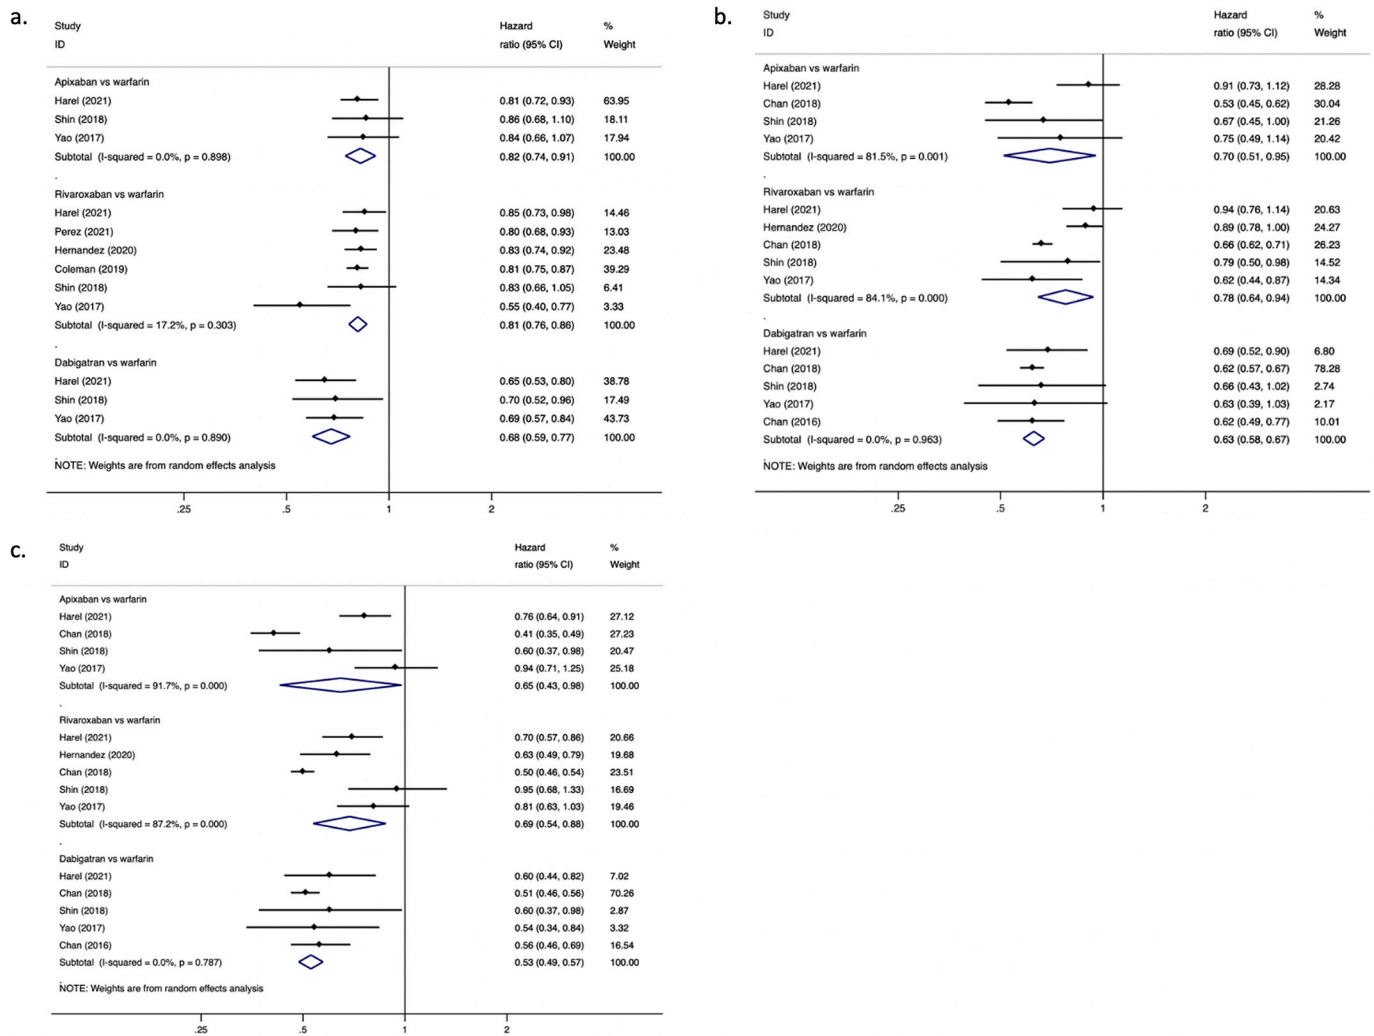 a.
Study Hazard %
ID ratio (95% CI) Weight
Apixaban vs warfarin
Harel (2021) 0.81 (0.72, 0.93) 63.95
Shin (2018) 0.86 (0.68, 1.10) 18.11
Yao (2017) 0.84 (0.66, 1.07) 17.94
Subtotal (I-squared = 0.0%, p = 0.898) 0.82 (0.74, 0.91) 100.00
.
Rivaroxaban vs warfarin
Harel (2021) 0.85 (0.73, 0.98) 14.46
Perez (2021) 0.80 (0.68, 0.93) 13.03
Hernandez (2020) 0.83 (0.74, 0.92) 23.48
Coleman (2019) 0.81 (0.75, 0.87) 39.29
Shin (2018) 0.83 (0.66, 1.05) 6.41
Yao (2017) 0.55 (0.40, 0.77) 3.33
Subtotal (I-squared = 17.2%, p = 0.303) 0.81 (0.76, 0.86) 100.00
.
Dabigatran vs warfarin
Harel (2021) 0.65 (0.53, 0.80) 38.78
Shin (2018) 0.70 (0.52, 0.96) 17.49
Yao (2017) 0.69 (0.57, 0.84) 43.73
Subtotal (I-squared = 0.0%, p = 0.890) 0.68 (0.59, 0.77) 100.00
.
NOTE: Weights are from random effects analysis
.25 .5 1 2
b.
Study Hazard %
ID ratio (95% CI) Weight
Apixaban vs warfarin
Harel (2021) 0.91 (0.73, 1.12) 28.28
Chan (2018) 0.53 (0.45, 0.62) 30.04
Shin (2018) 0.67 (0.45, 1.00) 21.26
Yao (2017) 0.75 (0.49, 1.14) 20.42
Subtotal (I-squared = 81.5%, p = 0.001) 0.70 (0.51, 0.95) 100.00
.
Rivaroxaban vs warfarin
Harel (2021) 0.94 (0.76, 1.14) 20.63
Hernandez (2020) 0.89 (0.78, 1.00) 24.27
Chan (2018) 0.66 (0.62, 0.71) 26.23
Shin (2018) 0.79 (0.50, 0.98) 14.52
Yao (2017) 0.62 (0.44, 0.87) 14.34
Subtotal (I-squared = 84.1%, p = 0.000) 0.78 (0.64, 0.94) 100.00
.
Dabigatran vs warfarin
Harel (2021) 0.69 (0.52, 0.90) 6.80
Chan (2018) 0.62 (0.57, 0.67) 78.28
Shin (2018) 0.66 (0.43, 1.02) 2.74
Yao (2017) 0.63 (0.39, 1.03) 2.17
Chan (2016) 0.62 (0.49, 0.77) 10.01
Subtotal (I-squared = 0.0%, p = 0.963) 0.63 (0.58, 0.67) 100.00
.
NOTE: Weights are from random effects analysis
.25 .5 1 2
c.
Study Hazard %
ID ratio (95% CI) Weight
Apixaban vs warfarin
Harel (2021) 0.76 (0.64, 0.91) 27.12
Chan (2018) 0.41 (0.35, 0.49) 27.23
Shin (2018) 0.60 (0.37, 0.98) 20.47
Yao (2017) 0.94 (0.71, 1.25) 25.18
Subtotal (I-squared = 91.7%, p = 0.000) 0.65 (0.43, 0.98) 100.00
.
Rivaroxaban vs warfarin
Harel (2021) 0.70 (0.57, 0.86) 20.66
Hernandez (2020) 0.63 (0.49, 0.79) 19.68
Chan (2018) 0.50 (0.46, 0.54) 23.51
Shin (2018) 0.95 (0.68, 1.33) 16.69
Yao (2017) 0.81 (0.63, 1.03) 19.46
Subtotal (I-squared = 87.2%, p = 0.000) 0.69 (0.54, 0.88) 100.00
.
Dabigatran vs warfarin
Harel (2021) 0.60 (0.44, 0.82) 7.02
Chan (2018) 0.51 (0.46, 0.56) 70.26
Shin (2018) 0.60 (0.37, 0.98) 2.87
Yao (2017) 0.54 (0.34, 0.84) 3.32
Chan (2016) 0.56 (0.46, 0.69) 16.54
Subtotal (I-squared = 0.0%, p = 0.787) 0.53 (0.49, 0.57) 100.00
.
NOTE: Weights are from random effects analysis
.25 .5 1 2